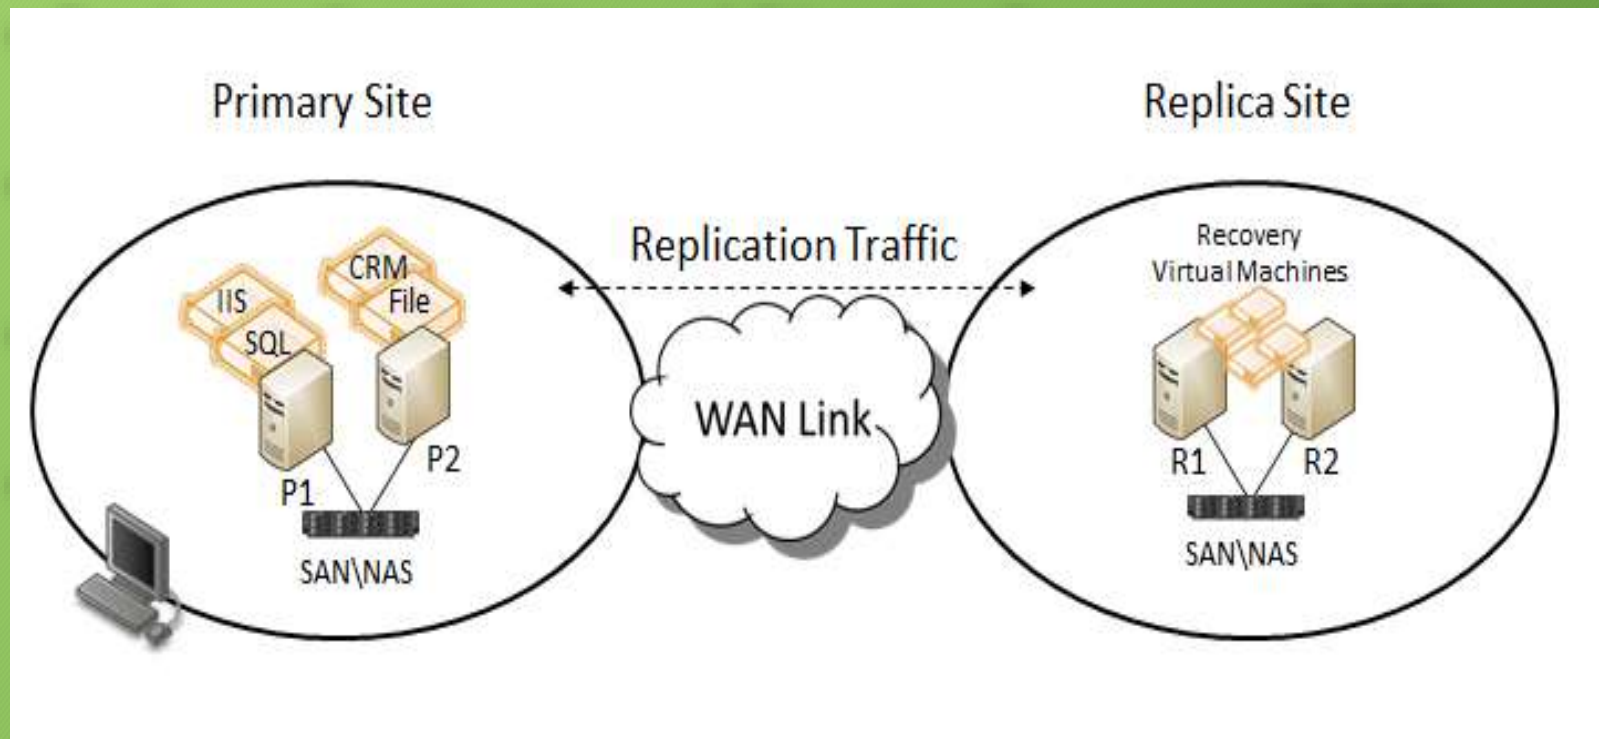 Primary Site
Replica Site
Replication Traffic
Recovery
Virtual Machines
CRM
IIS
File
SQL
WAN Link
P2
P1
R1
R2
SAN\NAS
SAN\NAS